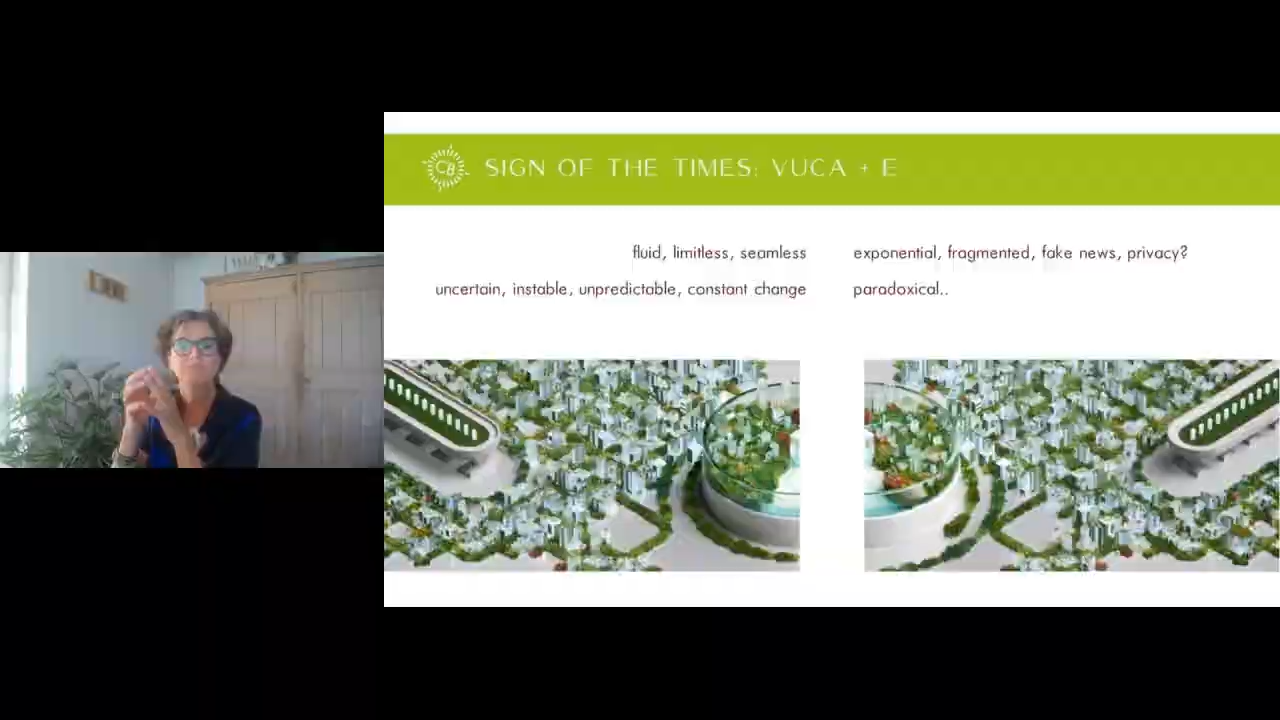 CB
SIGN OF THE TIMES: VUCA + E
fluid, limitless, seamless
uncertain, instable, unpredictable, constant change
exponential, fragmented, fake news, privacy?
paradoxical..